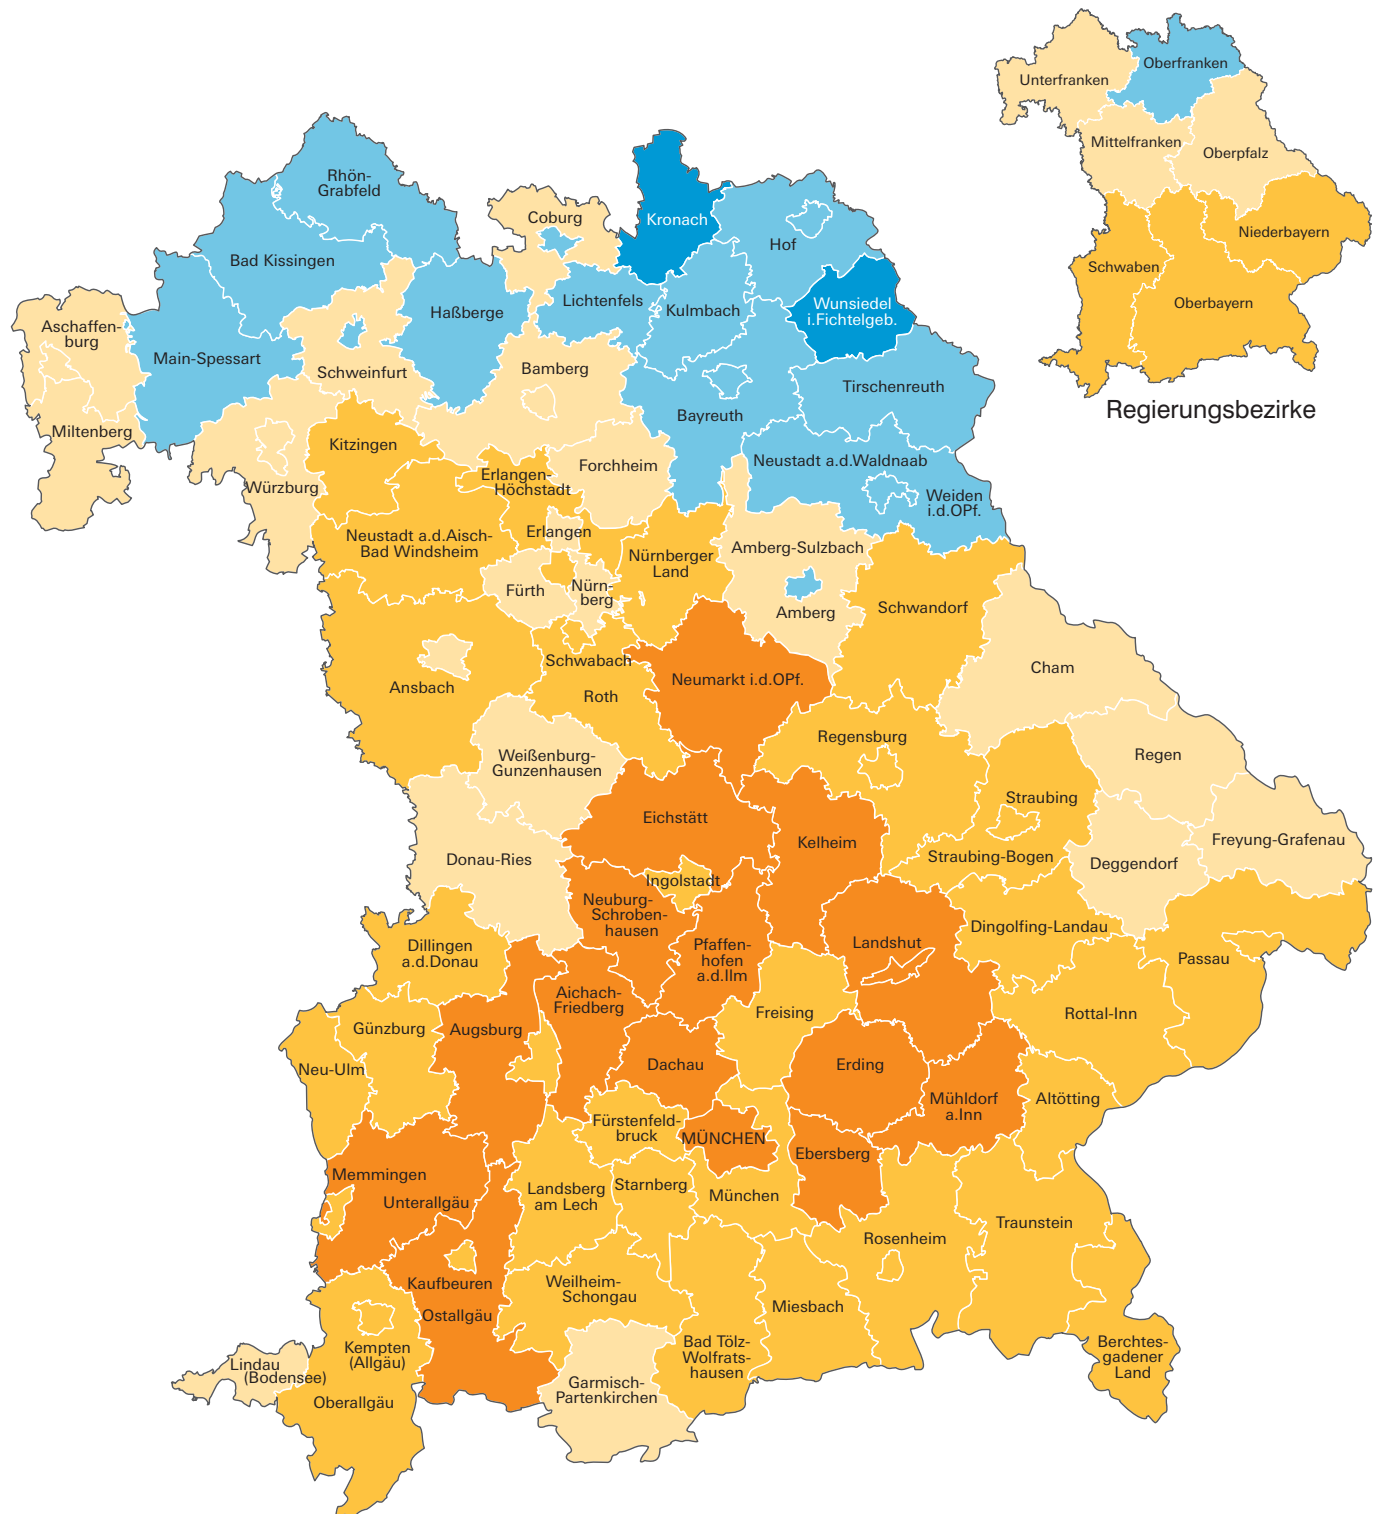 Oberfranken
Unterfranken
Mittelfranken
Oberpfalz
Niederbayern
Schwaben
Oberbayern
Regierungsbezirke
Rhön-
Grabfeld
Coburg
Kronach
Hof
Bad Kissingen
Lichtenfels
Wunsiedel
i.Fichtelgeb.
Haßberge
Kulmbach
Aschaffen-
burg
Main-Spessart
Schweinfurt
Bamberg
Tirschenreuth
Bayreuth
Miltenberg
Kitzingen
Neustadt a.d.Waldnaab
Forchheim
Erlangen-
Höchstadt
Würzburg
Weiden
i.d.OPf.
Neustadt a.d.Aisch-
Bad Windsheim
Erlangen
Nürnberger
Land
Amberg-Sulzbach
Fürth
Nürn-
berg
Amberg
Schwandorf
Schwabach
Cham
Neumarkt i.d.OPf.
Ansbach
Roth
Regensburg
Weißenburg-
Gunzenhausen
Regen
Straubing
Eichstätt
Kelheim
Freyung-Grafenau
Donau-Ries
Straubing-Bogen
Deggendorf
Ingolstadt
Neuburg-
Schroben-
hausen
Dingolfing-Landau
Dillingen
a.d.Donau
Pfaffen-
hofen
a.d.Ilm
Landshut
Passau
Aichach-
Friedberg
Freising
Rottal-Inn
Günzburg
Augsburg
Neu-Ulm
Dachau
Erding
Mühldorf
a.Inn
Altötting
Fürstenfeld-
bruck
MÜNCHEN
Ebersberg
Memmingen
Unterallgäu
Landsberg
am Lech
Starnberg
München
Traunstein
Rosenheim
Kaufbeuren
Weilheim-
Schongau
Miesbach
Ostallgäu
Kempten
(Allgäu)
Bad Tölz-
Wolfrats-
hausen
Berchtes-
gadener
Land
Lindau
(Bodensee)
Garmisch-
Partenkirchen
Oberallgäu